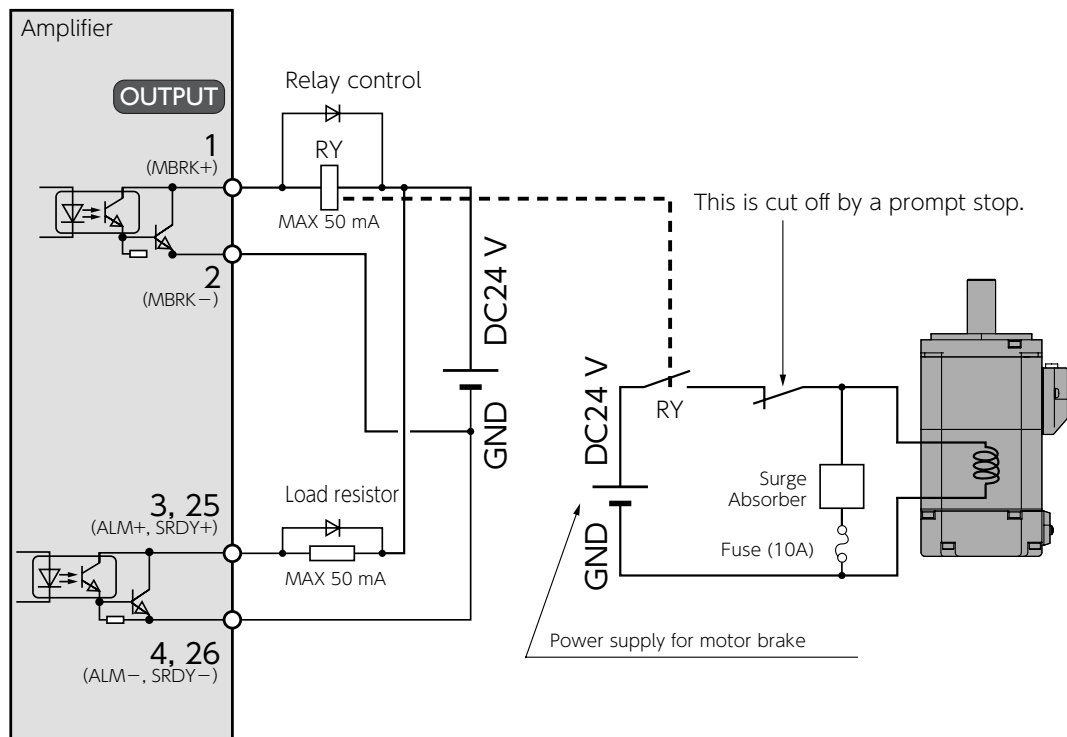 Amplifier
OUTPUT
1
(MBRK+)
2
(MBRK−)
Relay control
RY
MAX 50 mA
DC24 V
GND
3, 25
(ALM+, SRDY+)
Load resistor
MAX 50 mA
4, 26
(ALM−, SRDY−)
This is cut off by a prompt stop.
DC24 V
GND
RY
Surge
Absorber
Fuse (10A)
Power supply for motor brake